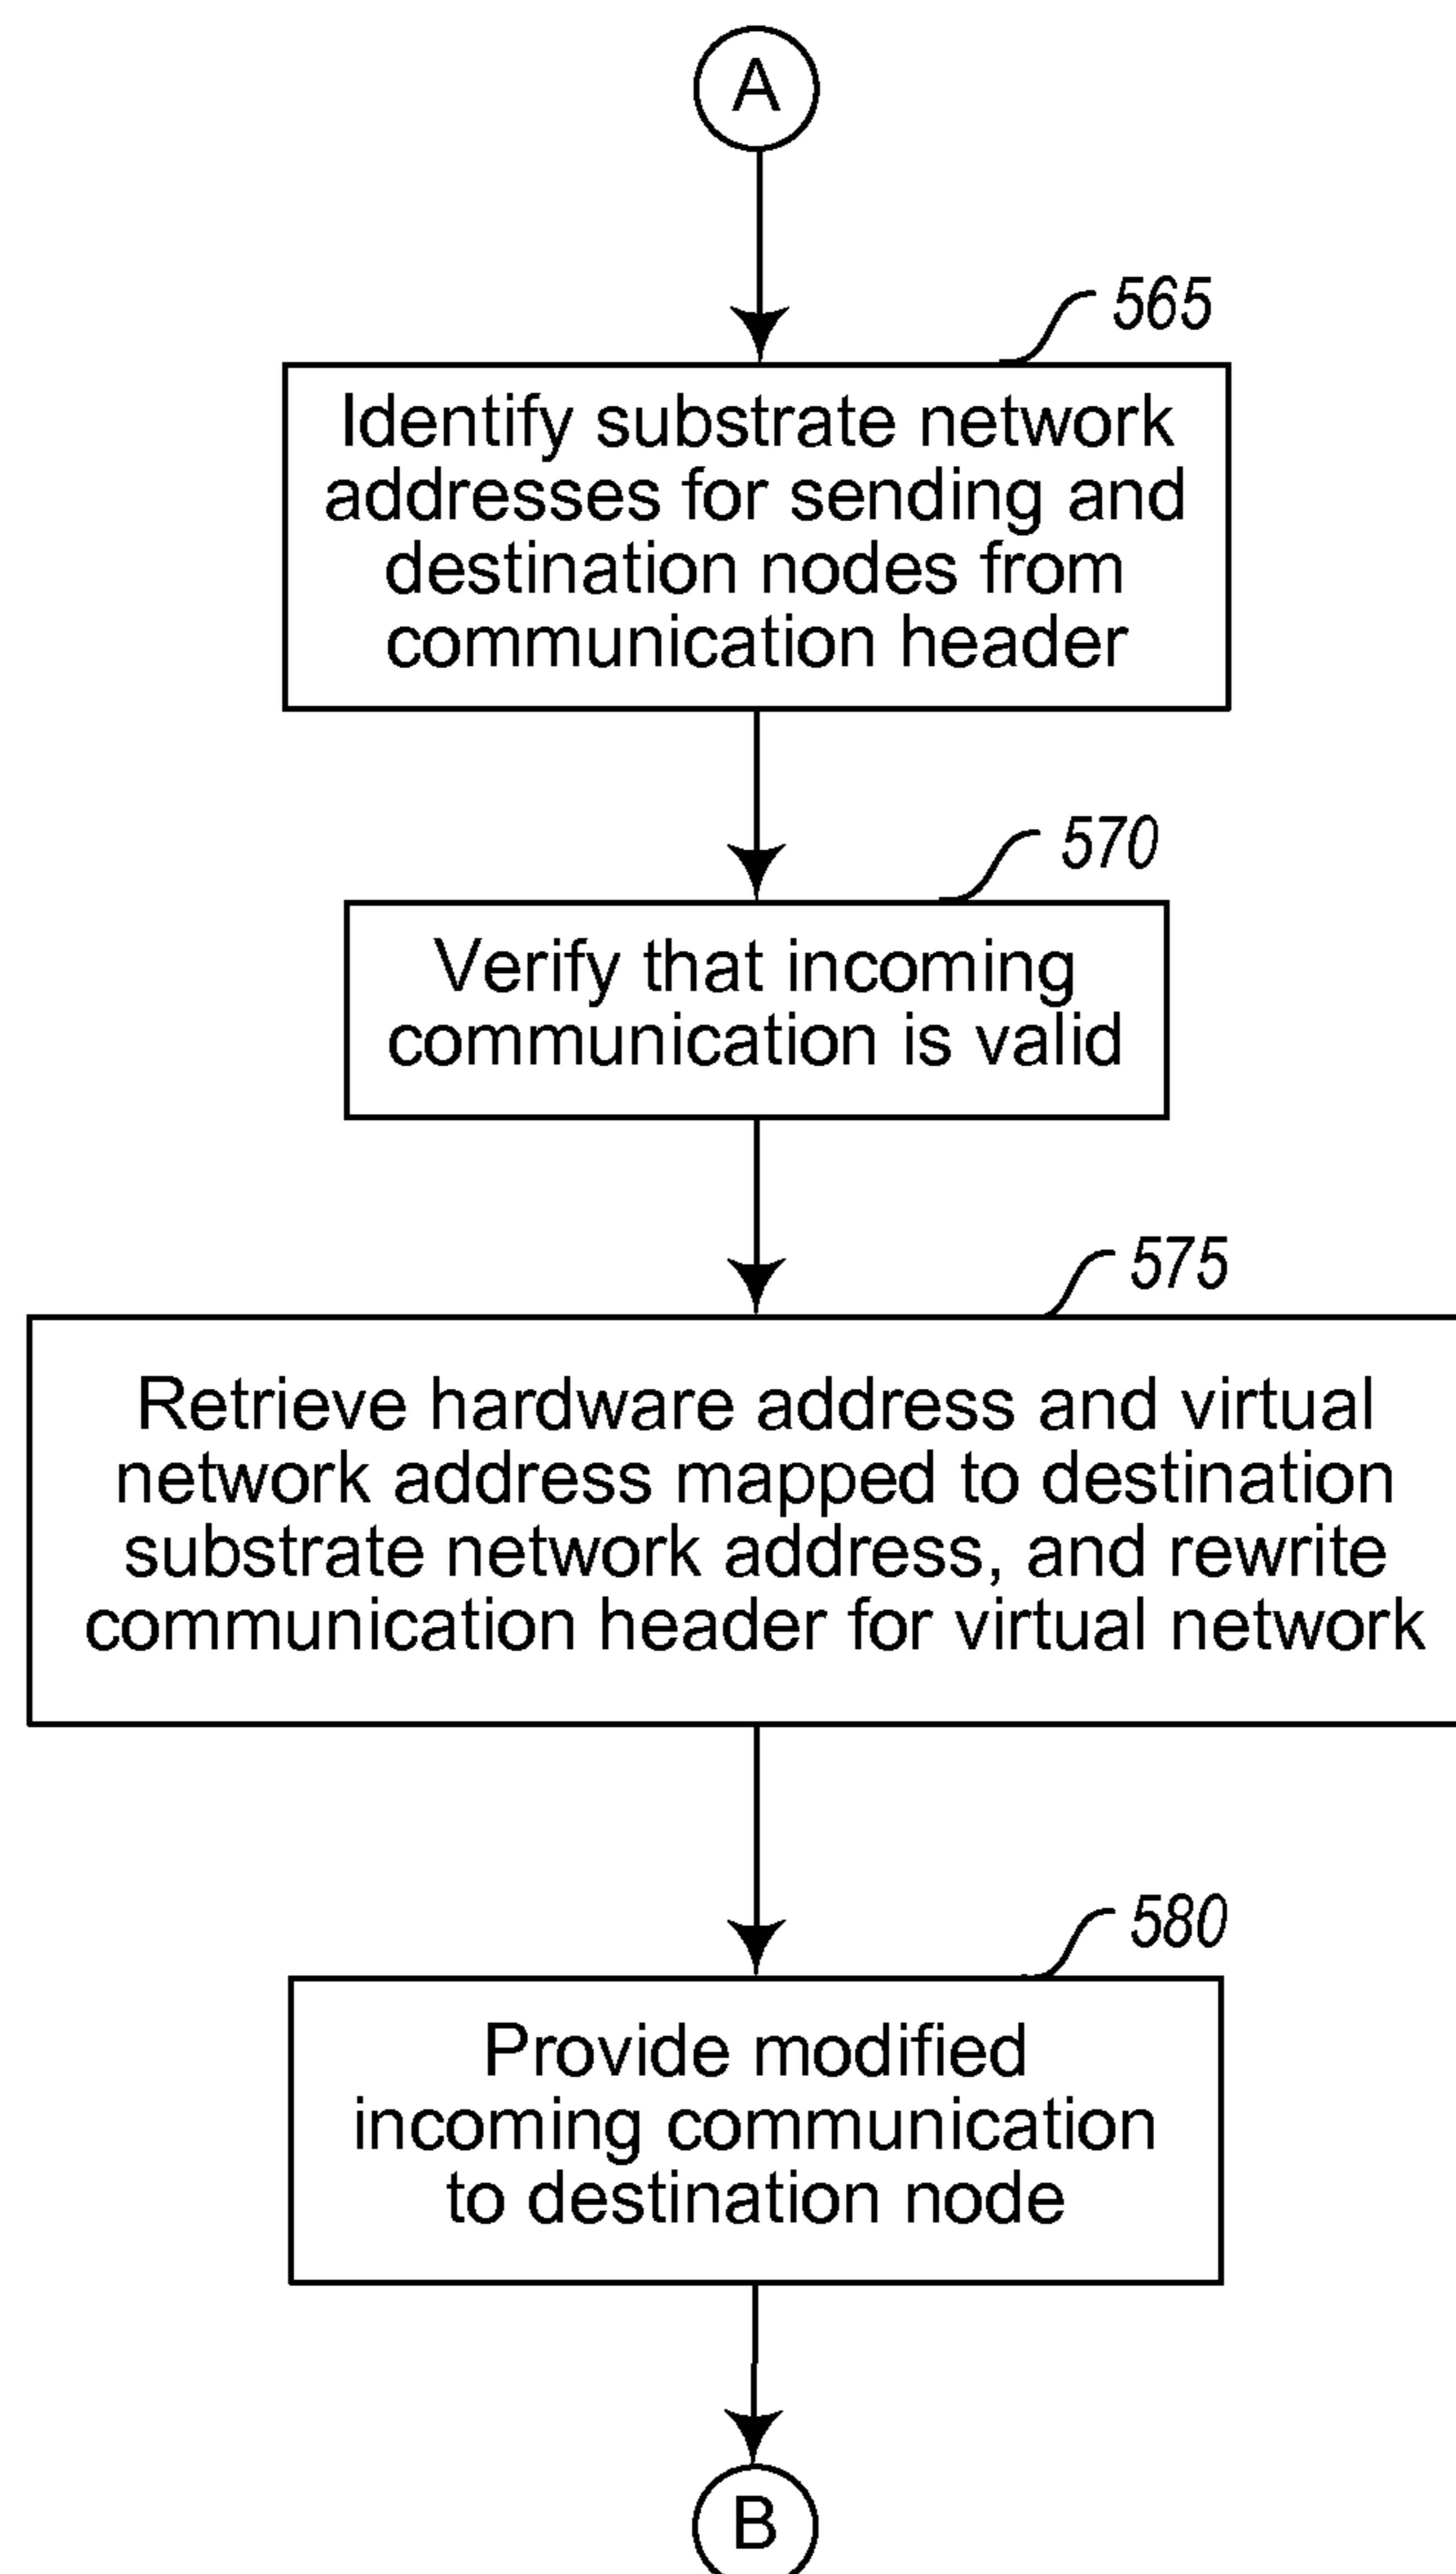 A
565
Identify substrate network
addresses for sending and
destination nodes from
communication header
570
Verify that incoming
communication is valid
575
Retrieve hardware address and virtual
network address mapped to destination
substrate network address, and rewrite
communication header for virtual network
580
Provide modified
incoming communication
to destination node
B